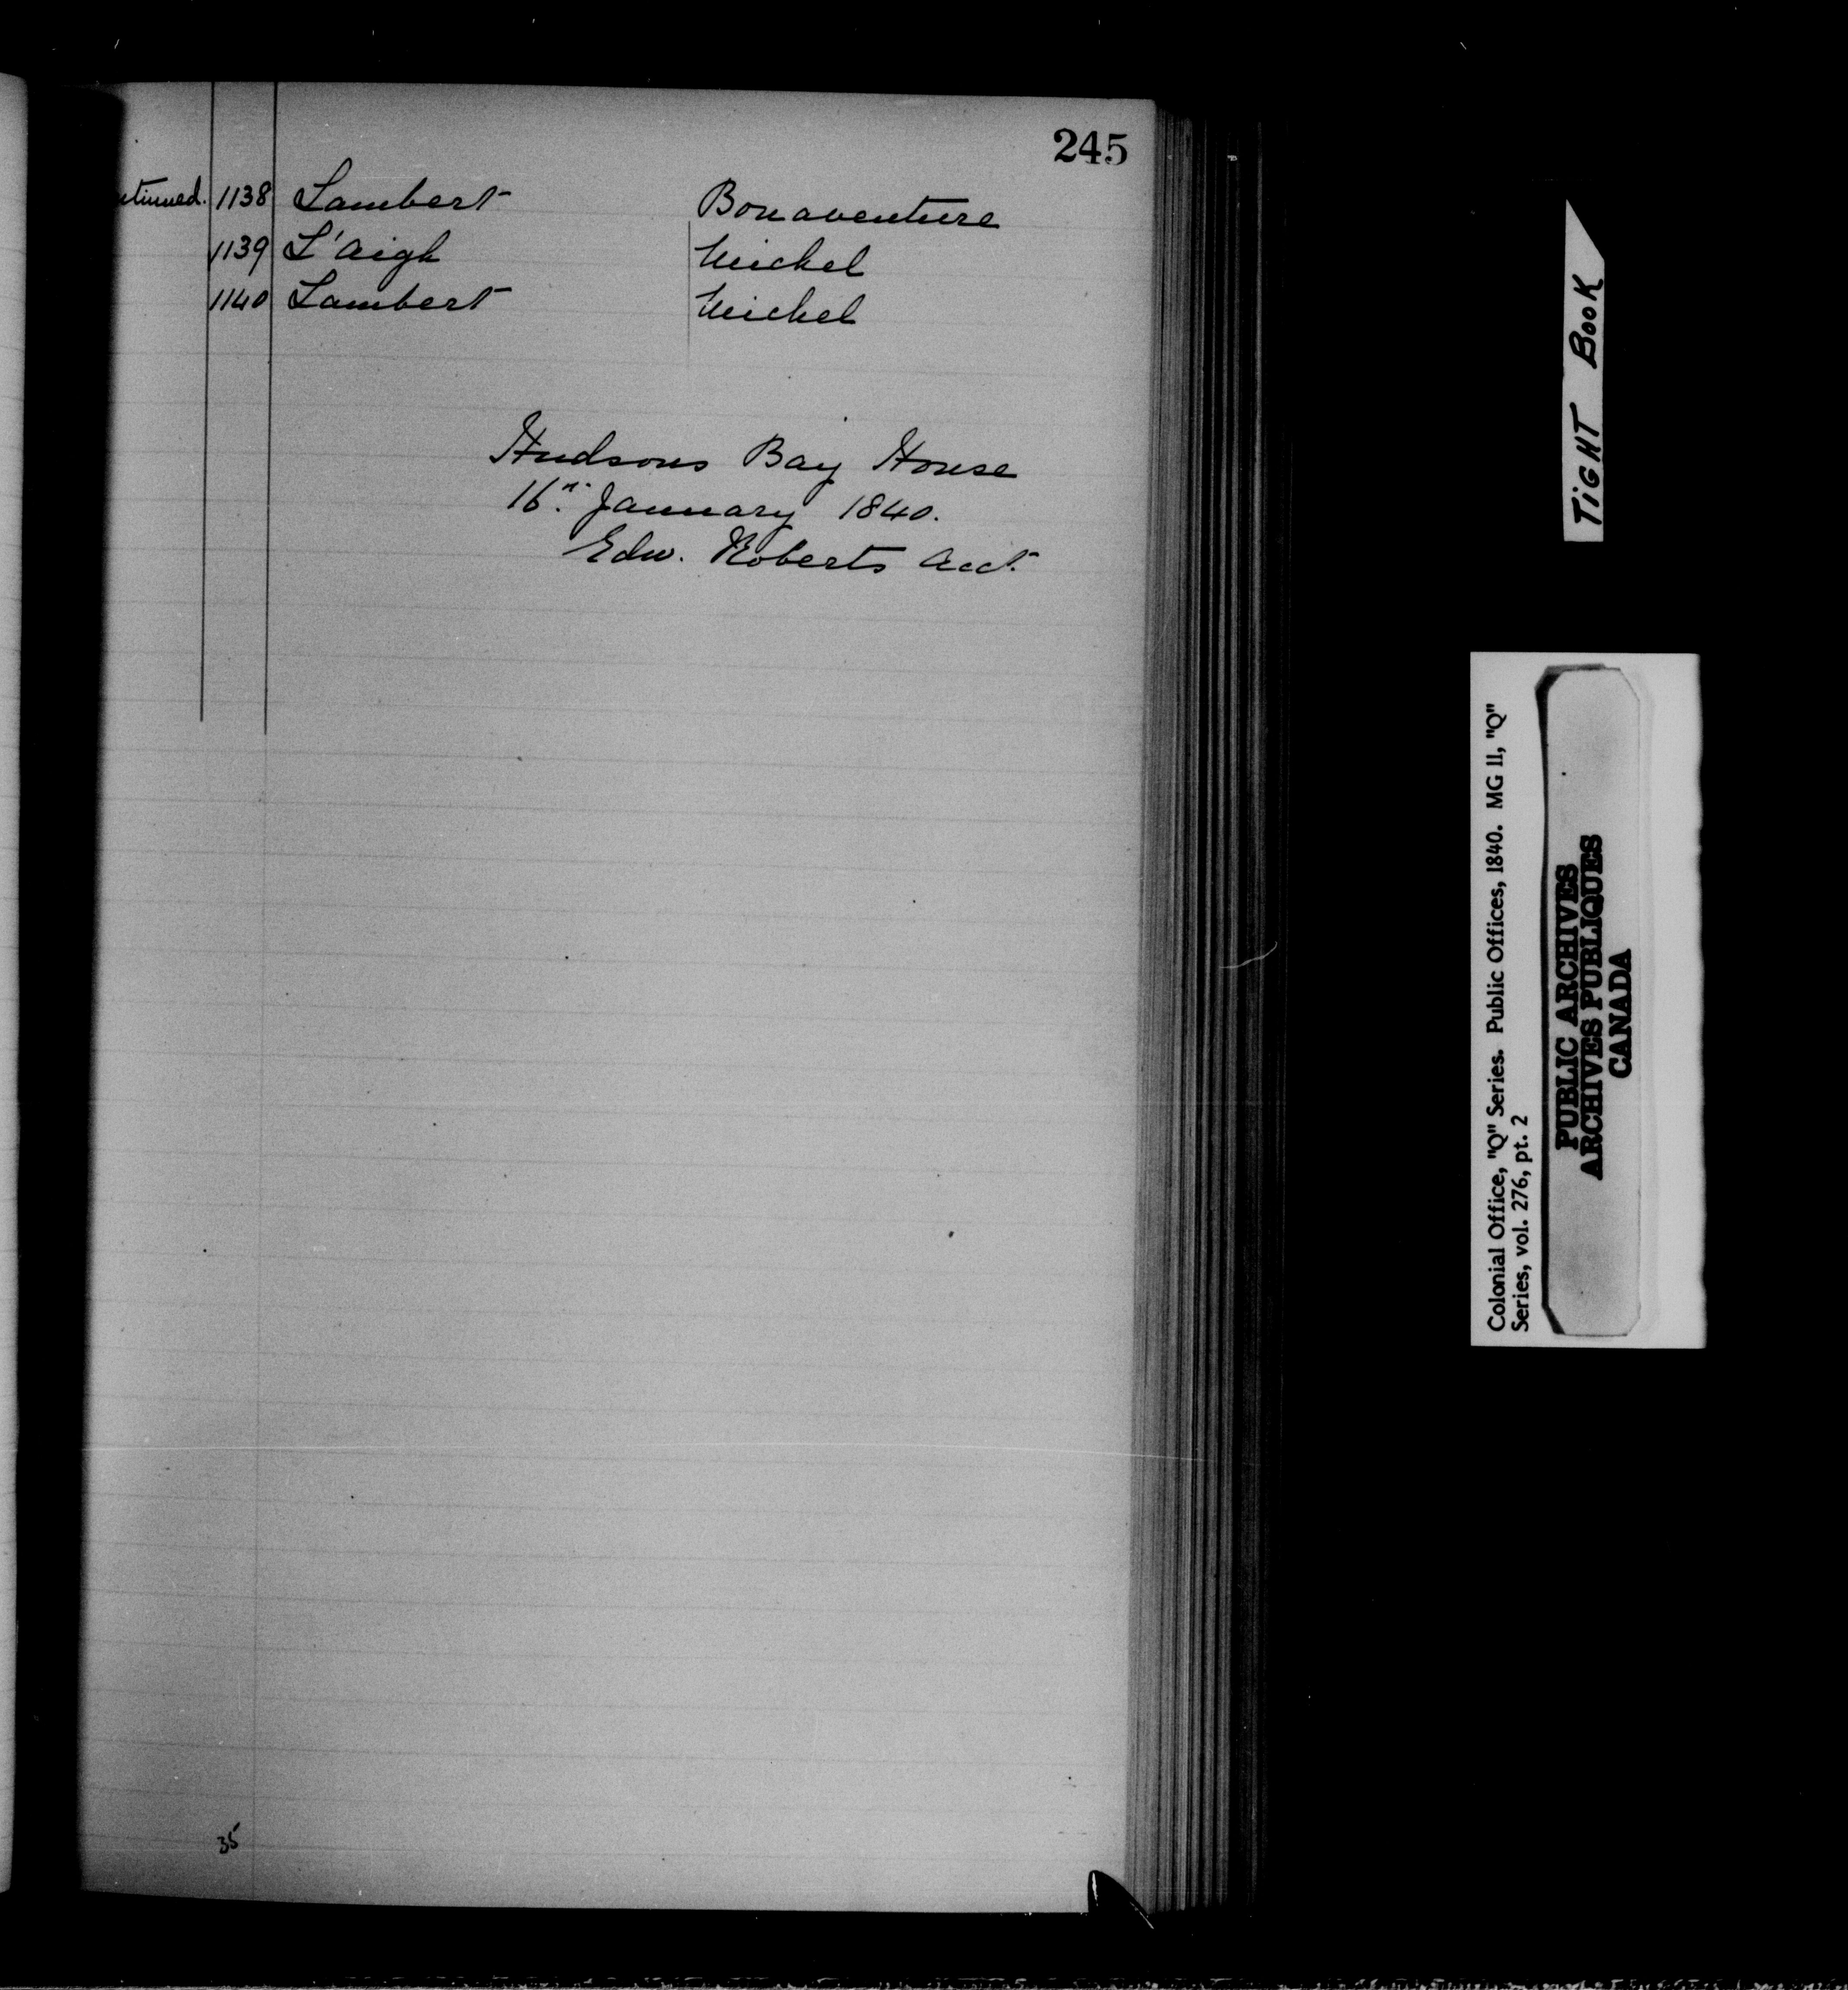 245
ntinued. 1138 Lambert Bonaventure
1139 L'Aigle Michel
1140 Lambert Michel
Hudsons Bay House
16th January 1840.
Edw. Roberts Acct.
35
TIGHT BOOK
Colonial Office, "Q" Series. Public Offices, 1840. MG 11, "Q"
Series, vol. 276, pt. 2
PUBLIC ARCHIVES
ARCHIVES PUBLIQUES
CANADA